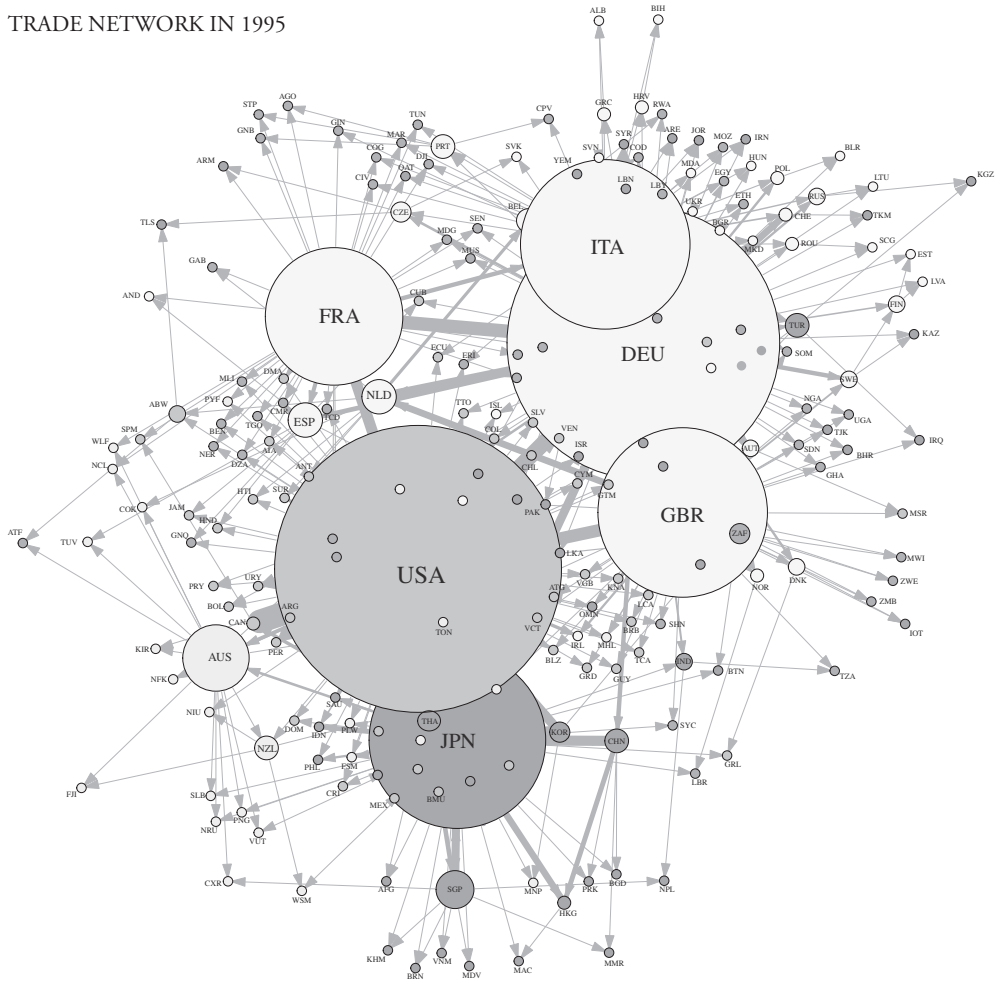 TRADE NETWORK IN 1995
ALB
BIH
STP
AGO
GNB
GIN
TUN
MAR
PRT
CPV
GRC
HRV
RWA
SYR
ARE
JOR
MOZ
IRN
COG
QAT
DJI
SVK
SVN
COD
HUN
BLR
ARM
CIV
YEM
LBN
LBY
MDA
EGY
POL
LTU
KGZ
ETH
RUS
TLS
CZE
BEL
UKR
BGR
CHE
TKM
SEN
MDG
MUS
ITA
MKD
ROU
SCG
EST
GAB
LVA
AND
CUB
FIN
FRA
DEU
TUR
KAZ
ECU
ERI
SOM
MLI
DMA
SWE
ABW
PYF
CMR
TCD
NLD
ESP
TTO
ISL
SLV
NGA
UGA
BEN
TGO
COL
VEN
TJK
SPM
WLF
NER
DZA
AIA
ISR
AUT
SDN
BHR
IRQ
NCL
ANT
CHL
CYM
GHA
HTI
SUR
GTM
COK
JAM
HND
PAK
GBR
MSR
ATF
TUV
GNQ
ZAF
LKA
MWI
USA
PRY
URY
VGB
KNA
NOR
DNK
ZWE
BOL
ARG
ATG
OMN
LCA
ZMB
CAN
TON
VCT
BRB
SHN
IOT
KIR
AUS
PER
BLZ
IRL
MHL
TCA
IND
NFK
GRD
GUY
BTN
TZA
NIU
SAU
DOM
IDN
PLW
THA
KOR
SYC
NZL
JPN
CHN
PHL
ESM
GRL
FJI
SLB
CRI
MEX
BMU
LBR
NRU
PNG
VUT
CXR
WSM
AFG
SGP
MNP
PRK
BGD
NPL
HKG
KHM
BRN
VNM
MDV
MAC
MMR